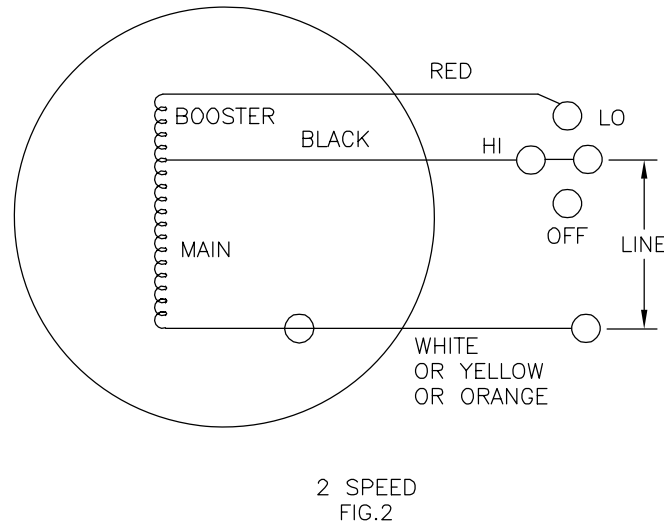 RED
BOOSTER
LO
BLACK
HI
OFF
LINE
MAIN
WHITE
OR YELLOW
OR ORANGE
2 SPEED
FIG.2